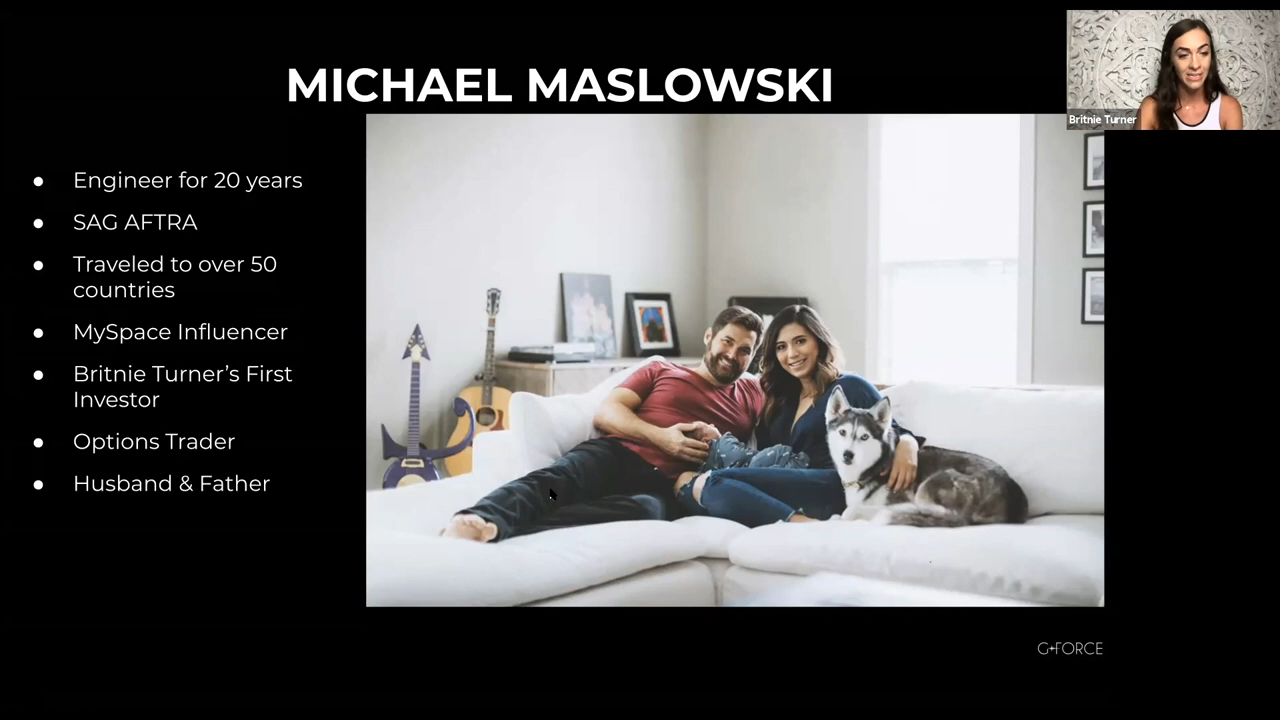 MICHAEL MASLOWSKI
Britnie Turner
● Engineer for 20 years
● SAG AFTRA
● Traveled to over 50
countries
● MySpace Influencer
● Britnie Turner’s First
Investor
● Options Trader
● Husband & Father
G+FORCE